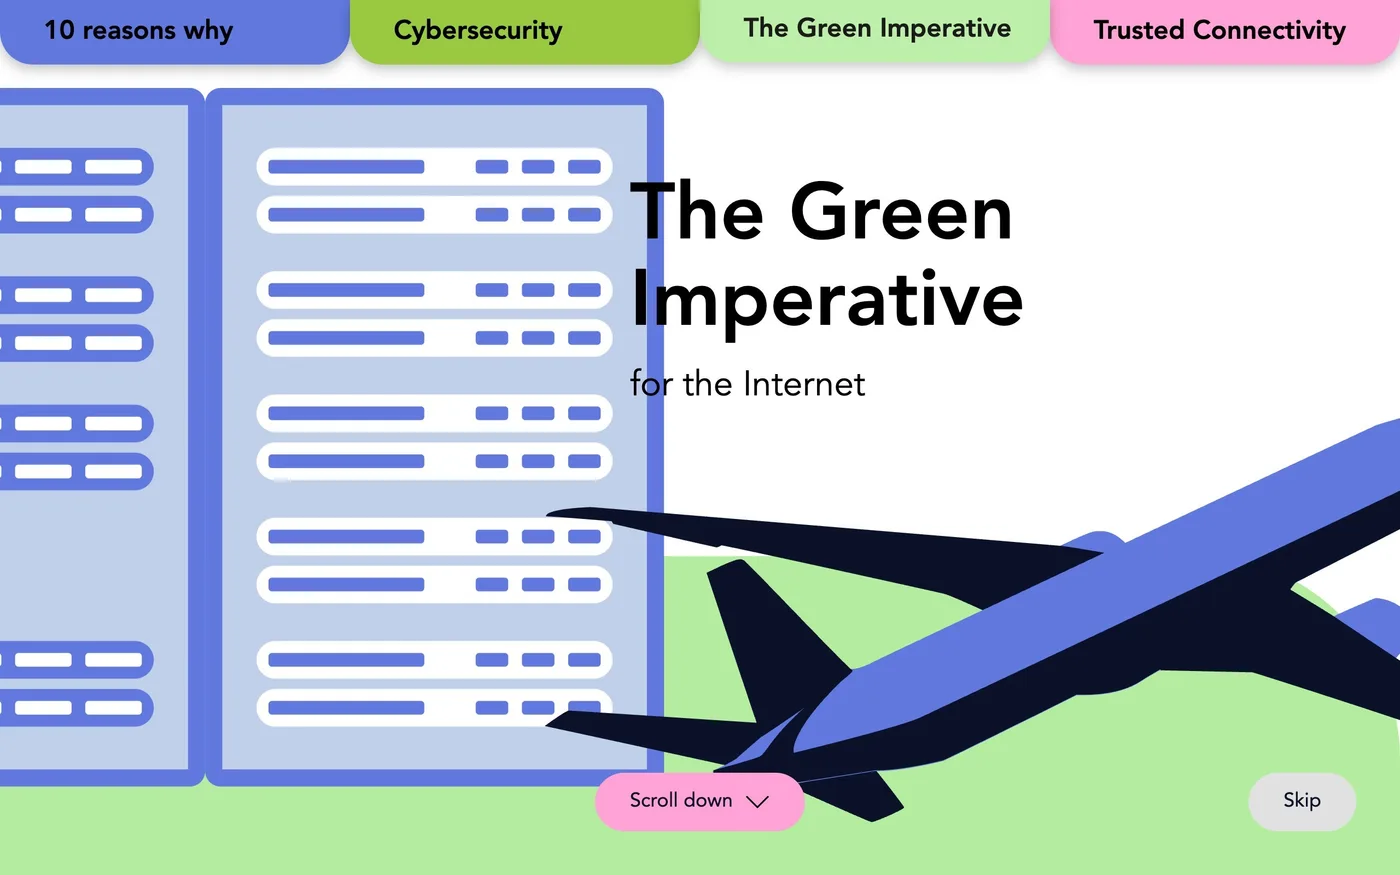 10 reasons why
Cybersecurity
The Green Imperative
Trusted Connectivity
The Green
Imperative
for the Internet
Scroll down
Skip